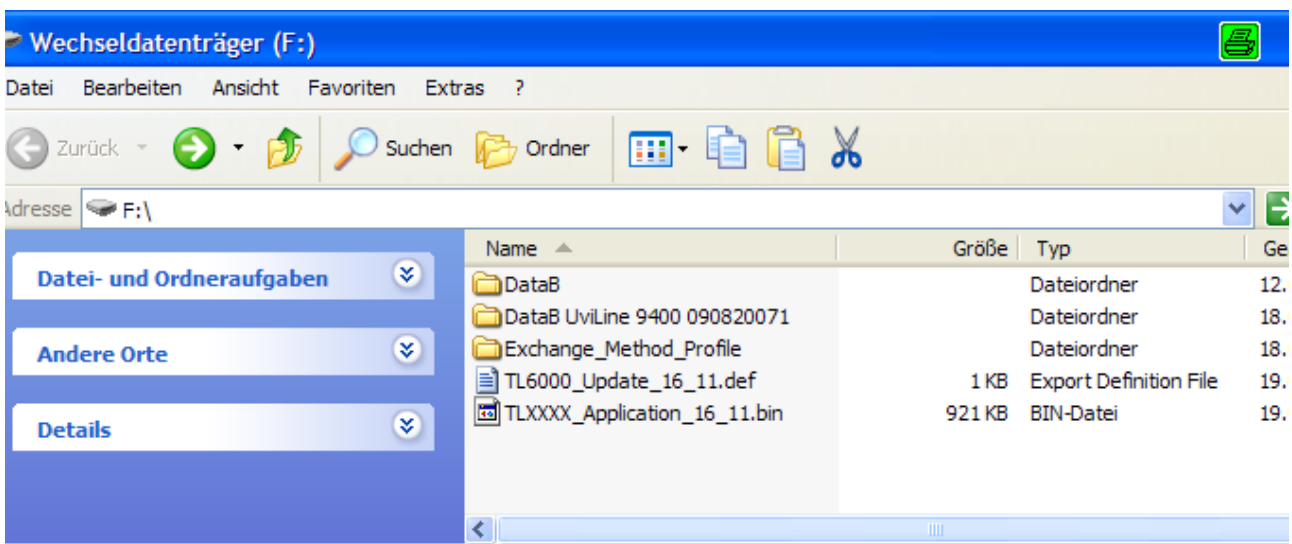 Wechseldatenträger (F:)
Datei Bearbeiten Ansicht Favoriten Extras ?
Zurück Suchen Ordner
Adresse F:\
Name Größe Typ Ge
Datei- und Ordneraufgaben
Andere Orte
Details
DataB Dateiordner 12.
DataB UviLine 9400 090820071 Dateiordner 18.
Exchange_Method_Profile Dateiordner 18.
TL6000_Update_16_11.def 1 KB Export Definition File 19.
TLXXXX_Application_16_11.bin 921 KB BIN-Datei 19.